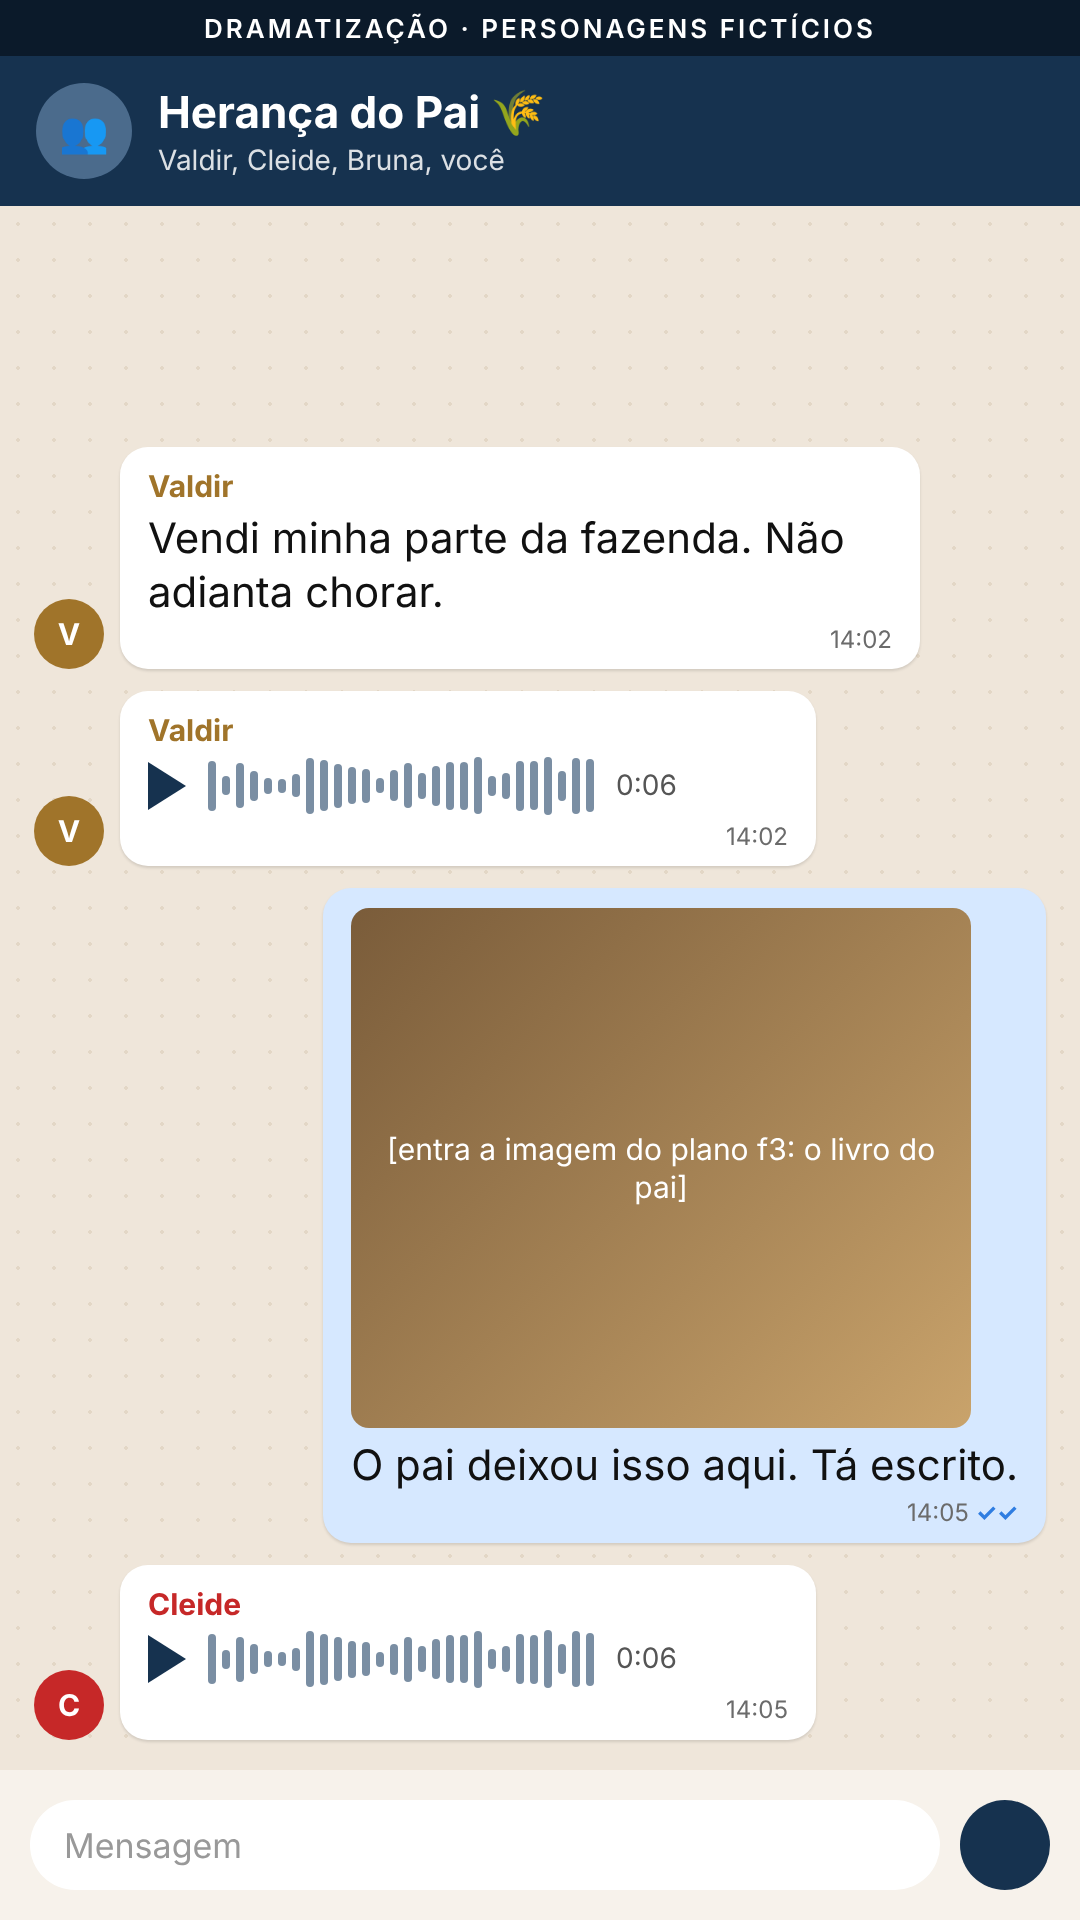 DRAMATIZAÇÃO · PERSONAGENS FICTÍCIOS
Herança do Pai 🌾
Valdir, Cleide, Bruna, você
Valdir
Vendi minha parte da fazenda. Não
adianta chorar.
V
14:02
Valdir
0:06
V
14:02
[entra a imagem do plano f3: o livro do
pai]
O pai deixou isso aqui. Tá escrito.
14:05
Cleide
0:06
C
14:05
Mensagem